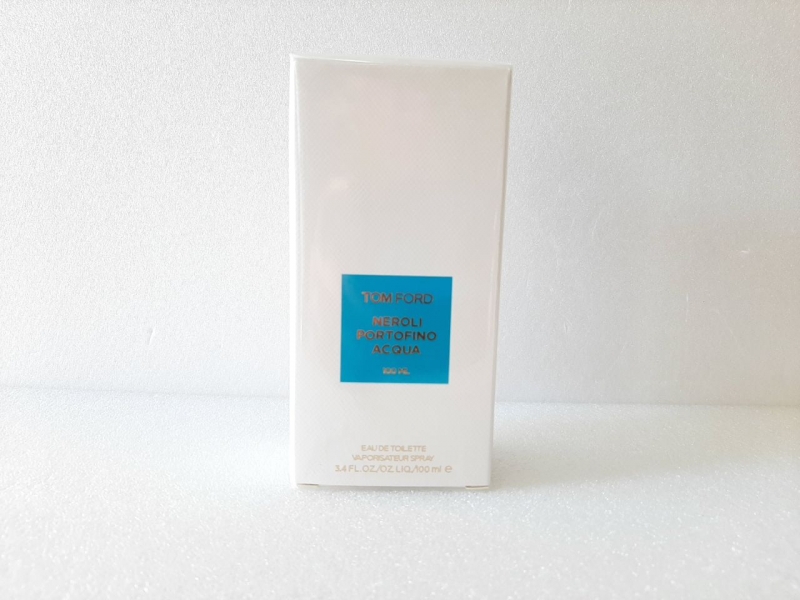 TOM FORD
NEROLI
PORTOFINO
ACQUA
100 ML
EAU DE TOILETTE
VAPORISATEUR SPRAY
3.4 FL.OZ./OZ.LIQ./100 ml e